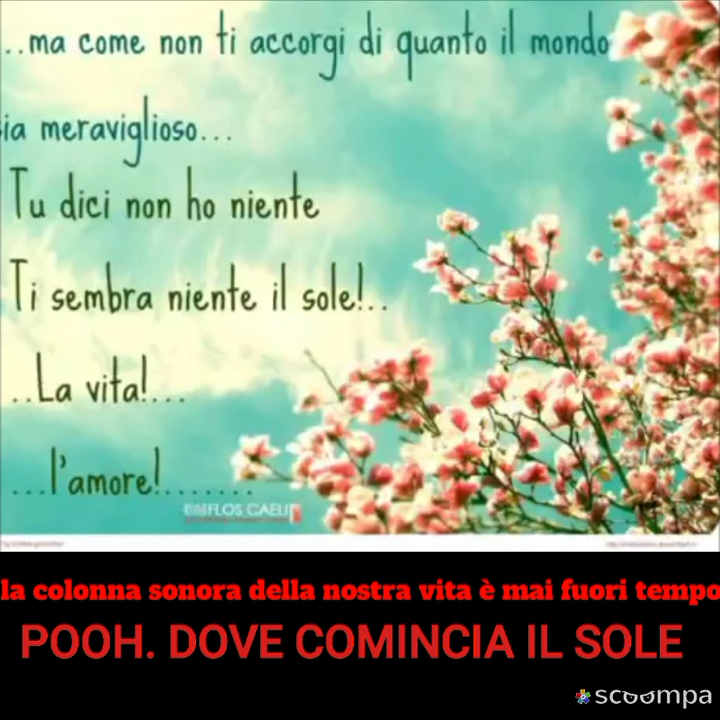 ..ma come non ti accorgi di quanto il mondo
ia meraviglioso...
Tu dici non ho niente
Ti sembra niente il sole!..
..La vita!...
...l'amore!.......
FLOS CAELI
la colonna sonora della nostra vita è mai fuori tempo
POOH. DOVE COMINCIA IL SOLE
scoompa